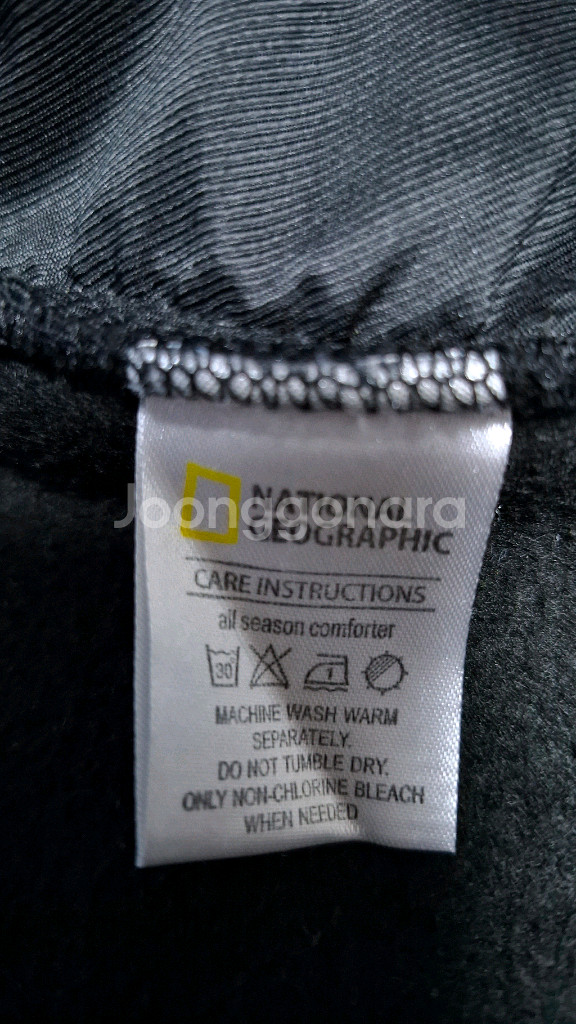 NATIONAL
GEOGRAPHIC
Joonggonara
CARE INSTRUCTIONS
all season comforter
30 1
MACHINE WASH WARM
SEPARATELY.
DO NOT TUMBLE DRY.
ONLY NON-CHLORINE BLEACH
WHEN NEEDED